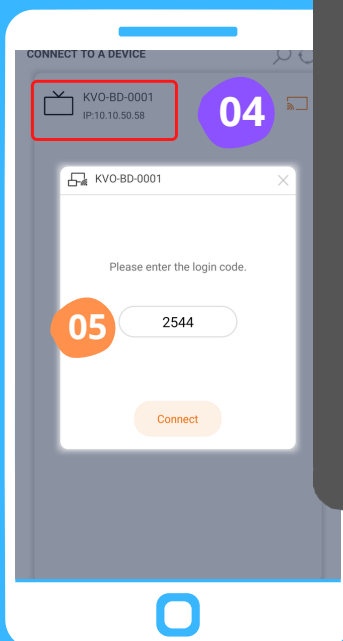 CONNECT TO A DEVICE
KVO-BD-0001
IP:10.10.50.58
04
KVO-BD-0001
Please enter the login code.
05
2544
Connect